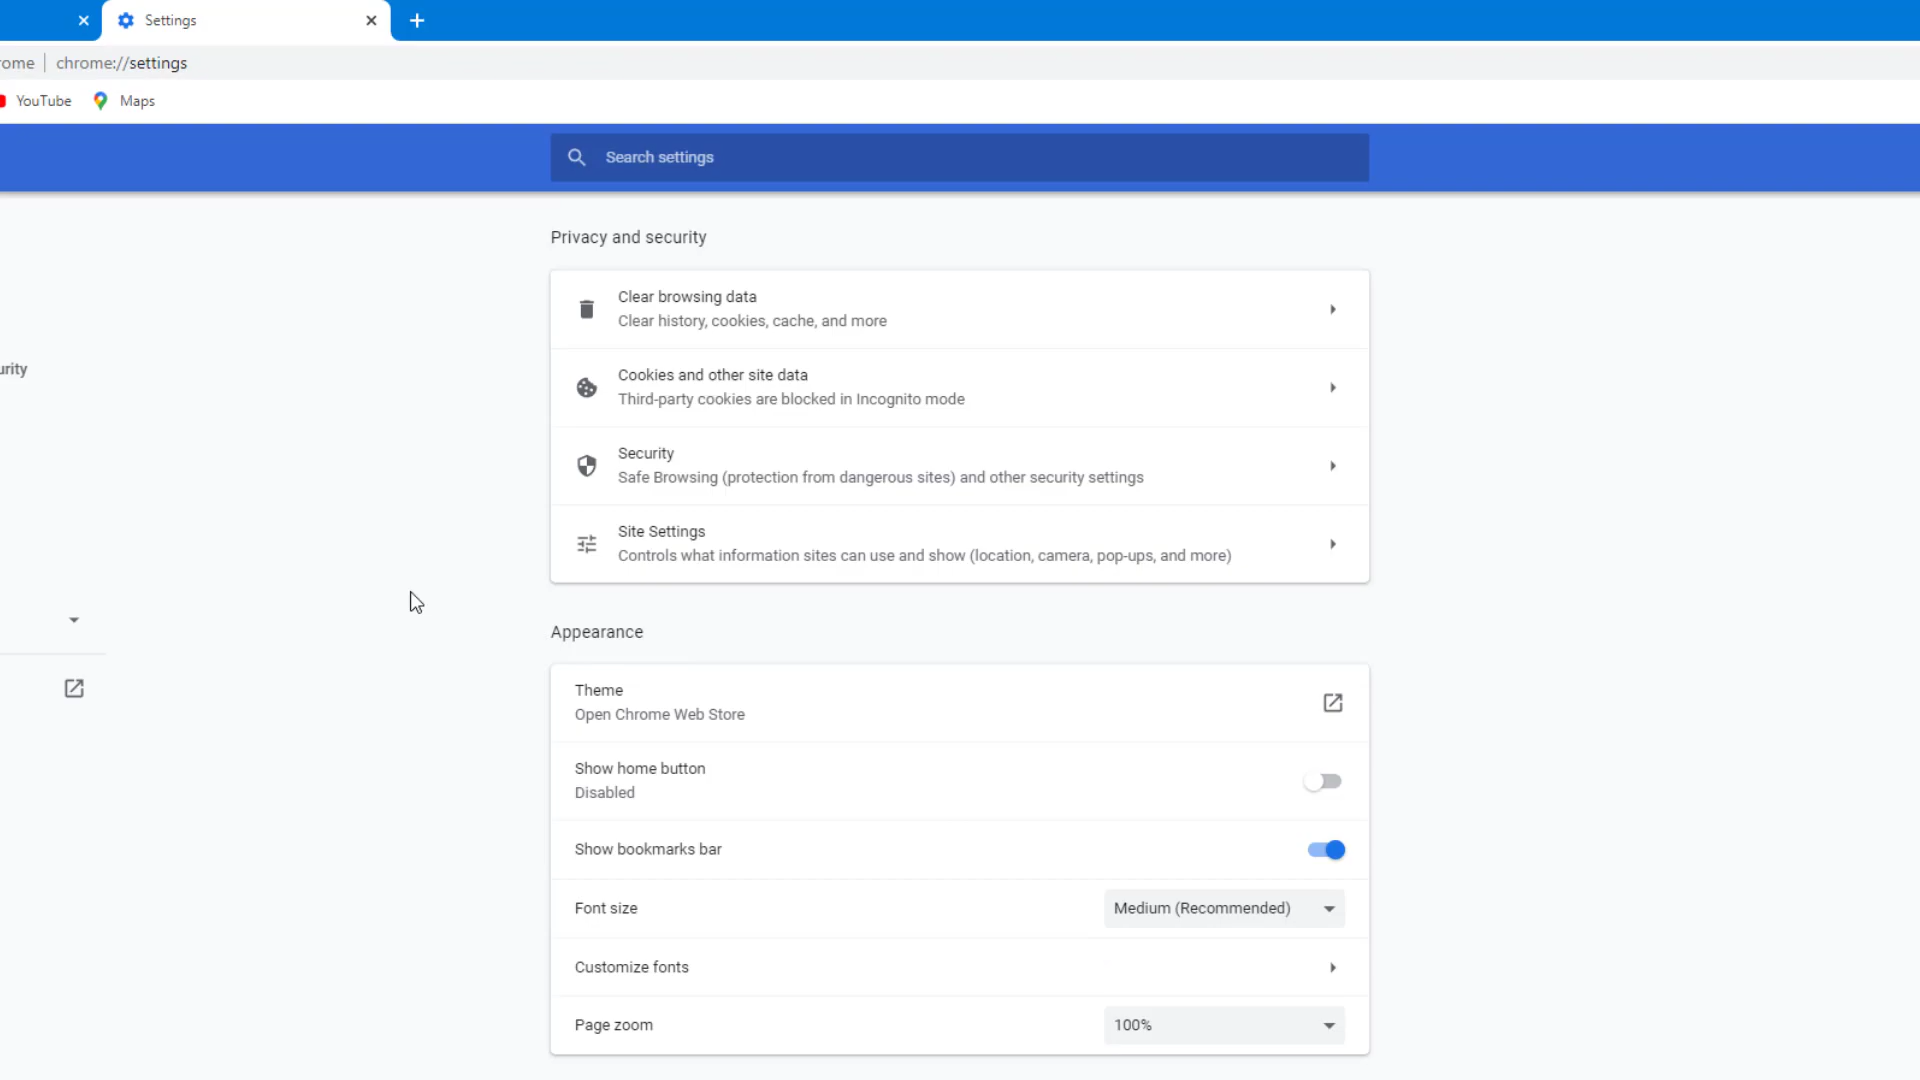 Settings
rome | chrome://settings
YouTube Maps
Search settings
Privacy and security
Clear browsing data
Clear history, cookies, cache, and more
urity
Cookies and other site data
Third-party cookies are blocked in Incognito mode
Security
Safe Browsing (protection from dangerous sites) and other security settings
Site Settings
Controls what information sites can use and show (location, camera, pop-ups, and more)
Appearance
Theme
Open Chrome Web Store
Show home button
Disabled
Show bookmarks bar
Font size Medium (Recommended)
Customize fonts
Page zoom 100%